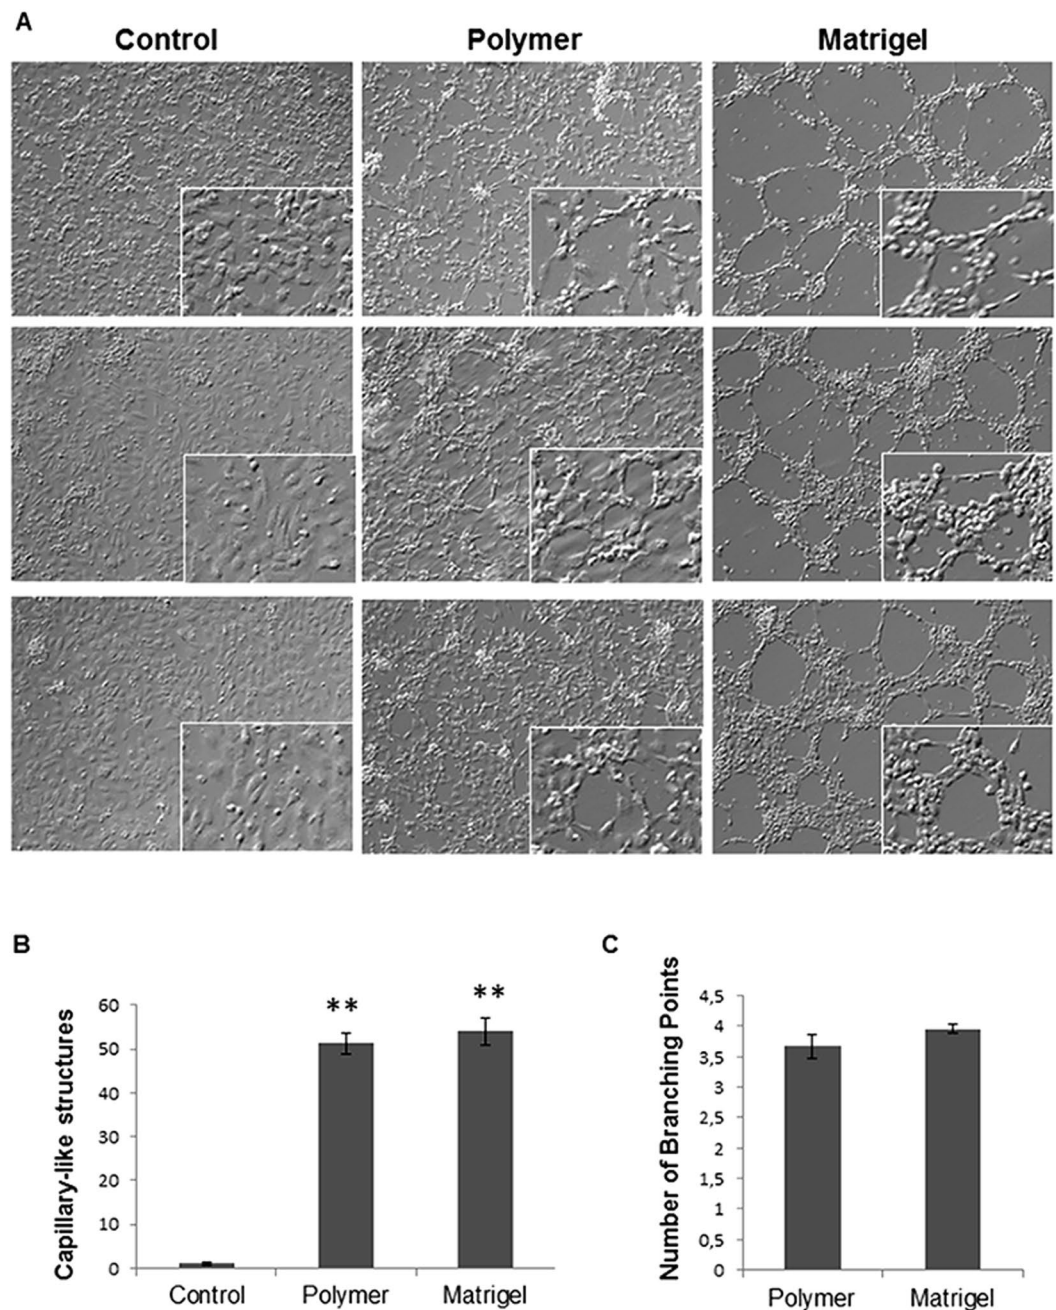 A
Control Polymer Matrigel
B
Capillary-like structures
60
50
40
30
20
10
0
** **
Control Polymer Matrigel
C
Number of Branching Points
4,5
4
3,5
3
2,5
2
1,5
1
0,5
0
Polymer Matrigel